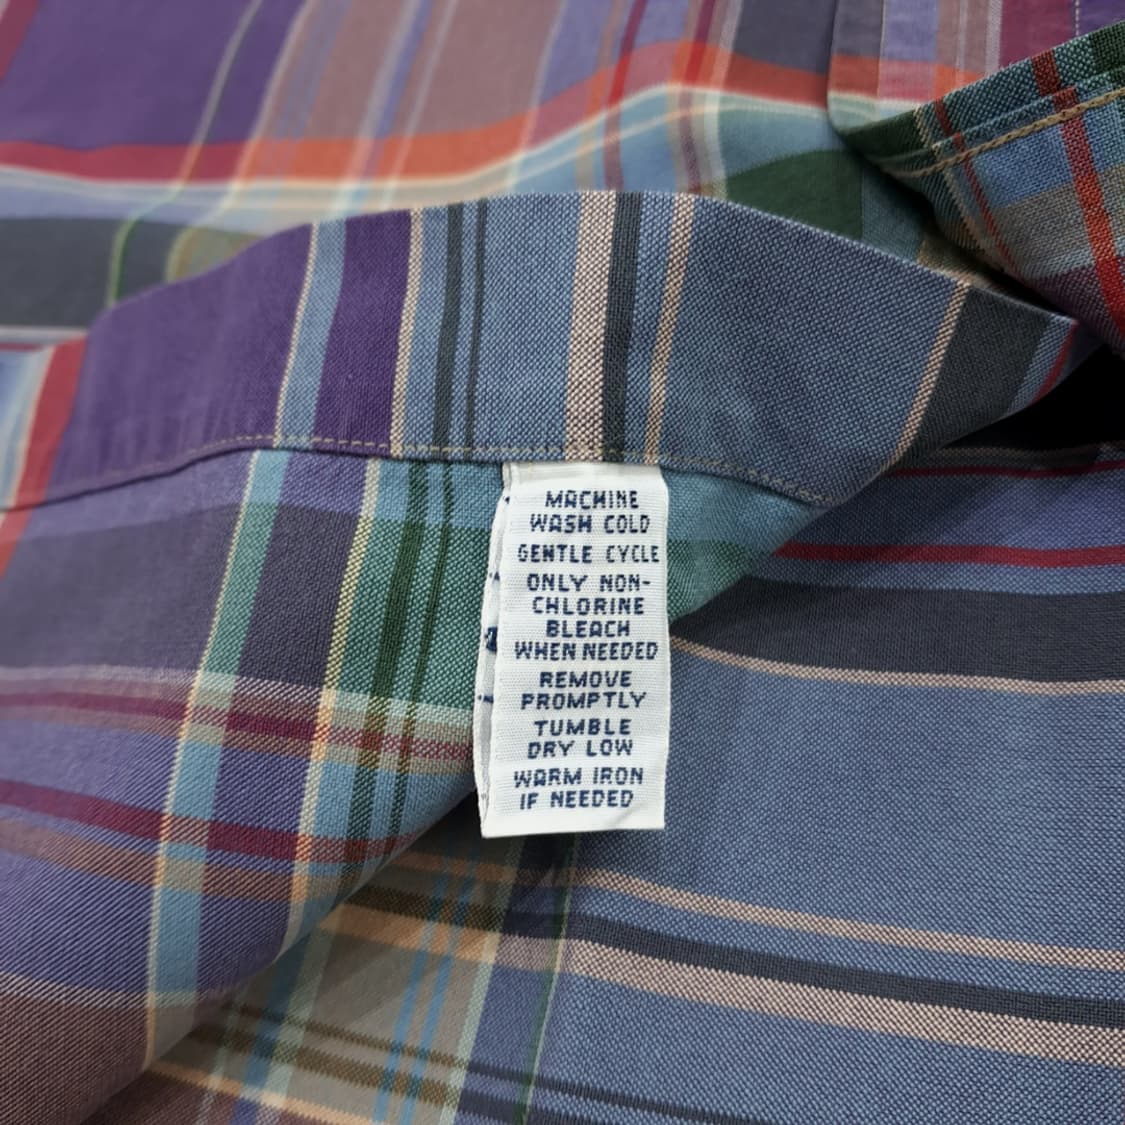 MACHINE
WASH COLD
GENTLE CYCLE
ONLY NON-
CHLORINE
BLEACH
WHEN NEEDED
REMOVE
PROMPTLY
TUMBLE
DRY LOW
WARM IRON
IF NEEDED